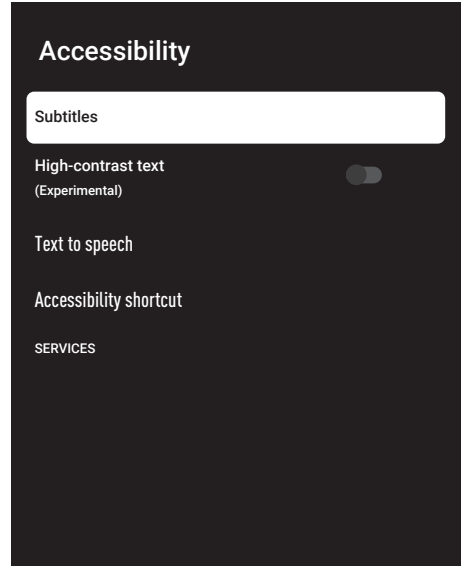 Accessibility
Subtitles
High-contrast text
(Experimental)
Text to speech
Accessibility shortcut
SERVICES